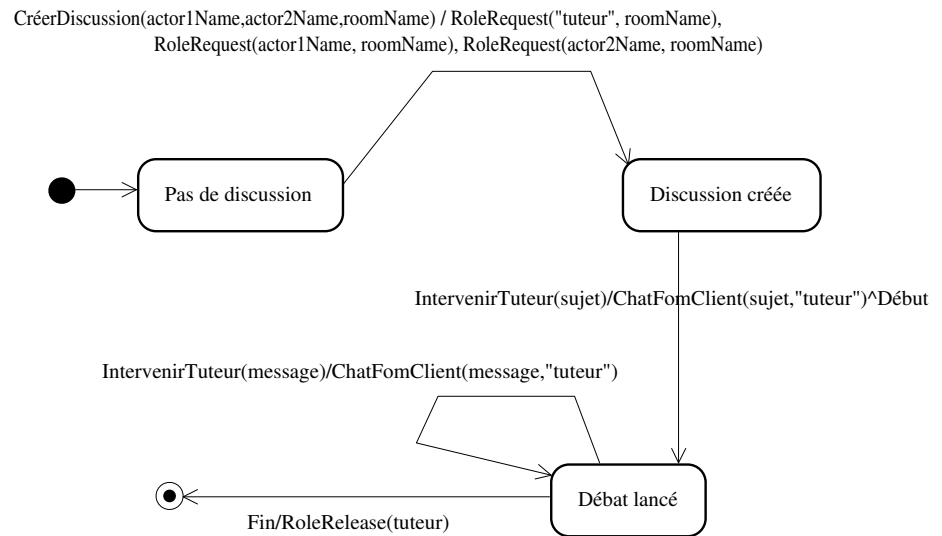 CréerDiscussion(actor1Name,actor2Name,roomName) / RoleRequest("tuteur", roomName),
RoleRequest(actor1Name, roomName), RoleRequest(actor2Name, roomName)
Pas de discussion
Discussion créée
IntervenirTuteur(sujet)/ChatFomClient(sujet,"tuteur")^Début
IntervenirTuteur(message)/ChatFomClient(message,"tuteur")
Débat lancé
Fin/RoleRelease(tuteur)